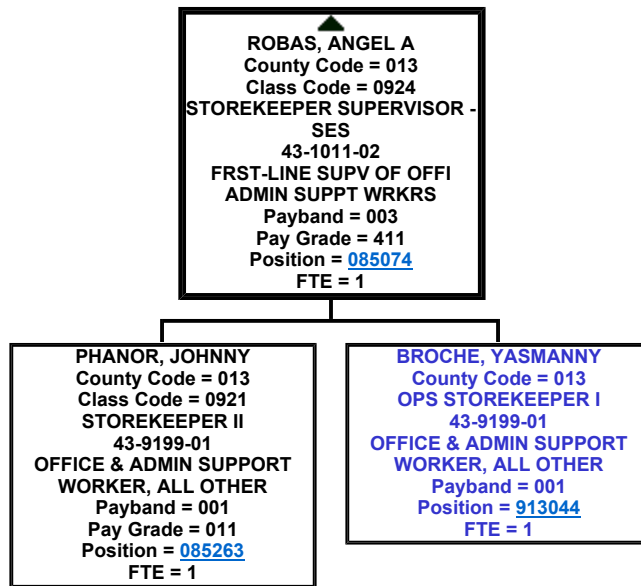 ROBAS, ANGEL A
County Code = 013
Class Code = 0924
STOREKEEPER SUPERVISOR -
SES
43-1011-02
FRST-LINE SUPV OF OFFI
ADMIN SUPPT WRKRS
Payband = 003
Pay Grade = 411
Position = 085074
FTE = 1
PHANOR, JOHNNY
County Code = 013
Class Code = 0921
STOREKEEPER II
43-9199-01
OFFICE & ADMIN SUPPORT
WORKER, ALL OTHER
Payband = 001
Pay Grade = 011
Position = 085263
FTE = 1
BROCHE, YASMANNY
County Code = 013
OPS STOREKEEPER I
43-9199-01
OFFICE & ADMIN SUPPORT
WORKER, ALL OTHER
Payband = 001
Position = 913044
FTE = 1